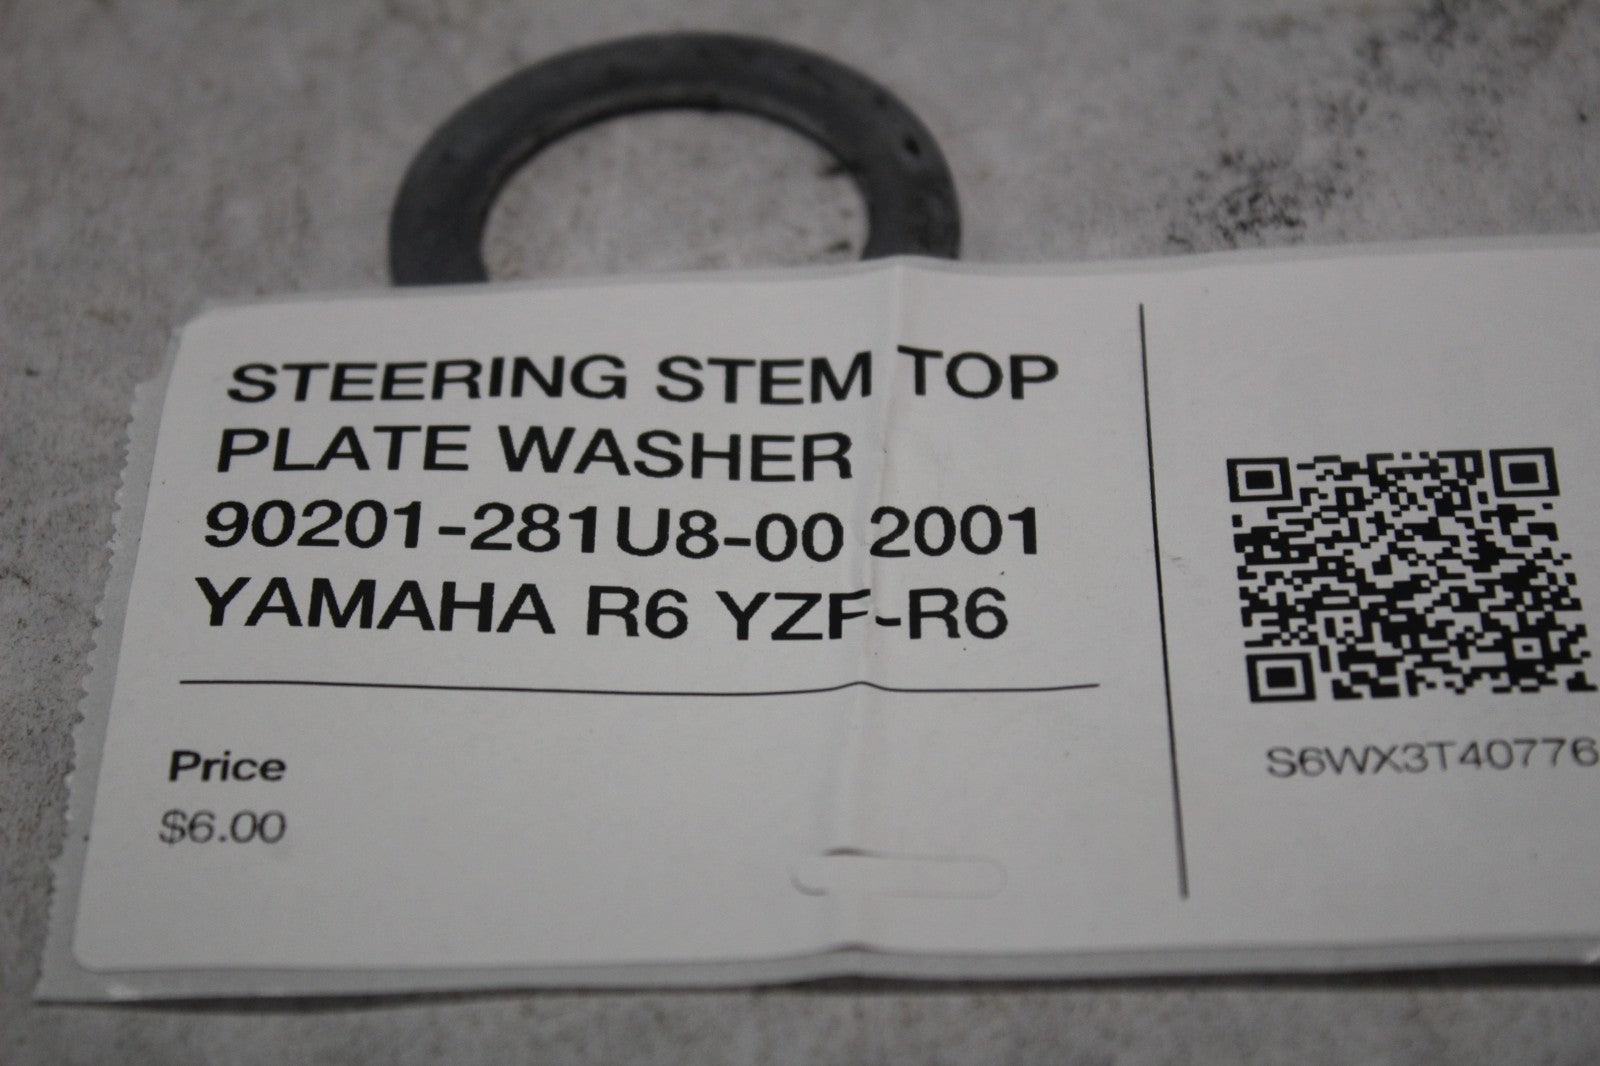 STEERING STEM TOP
PLATE WASHER
90201-281U8-00 2001
YAMAHA R6 YZF-R6
Price
$6.00
S6WX3T40776